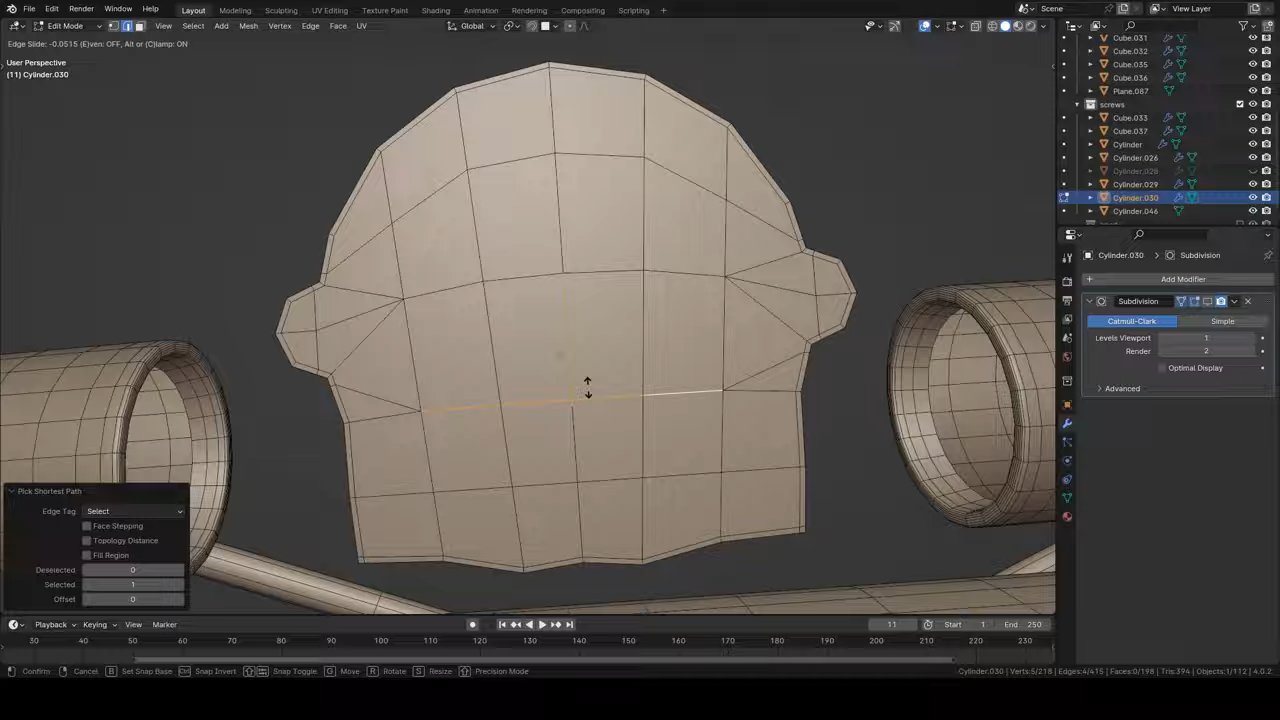 File Edit Render Window Help Layout Modeling Sculpting UV Editing Texture Paint Shading Animation Rendering Compositing Scripting Scene View Layer
Edit Mode View Select Add Mesh Vertex Edge Face UV Global
Edge Slide: -0.0515 (E)ven: OFF, Alt or (C)lamp: ON
User Perspective
(11) Cylinder.030
Cube.031
Cube.032
Cube.035
Cube.036
Plane.087
screws
Cube.033
Cube.037
Cylinder
Cylinder.026
Cylinder.028
Cylinder.029
Cylinder.030
Cylinder.046
Cylinder.030 > Subdivision
+ Add Modifier
Subdivision
Catmull-Clark Simple
Levels Viewport 1
Render 2
Optimal Display
Advanced
Pick Shortest Path
Edge Tag Select
Face Stepping
Topology Distance
Fill Region
Deselected 0
Selected 1
Offset 0
Playback Keying View Marker 11 Start 1 End 250
30 40 50 60 70 80 90 100 110 120 130 140 150 160 170 180 190 200 210 220 230
Confirm Cancel B Set Snap Base Ctrl Snap Invert Snap Toggle G Move R Rotate S Resize Precision Mode Cylinder.030 | Verts:5/218 | Edges:4/415 | Faces:0/198 | Tris:394 | Objects:1/112 | 4.0.2